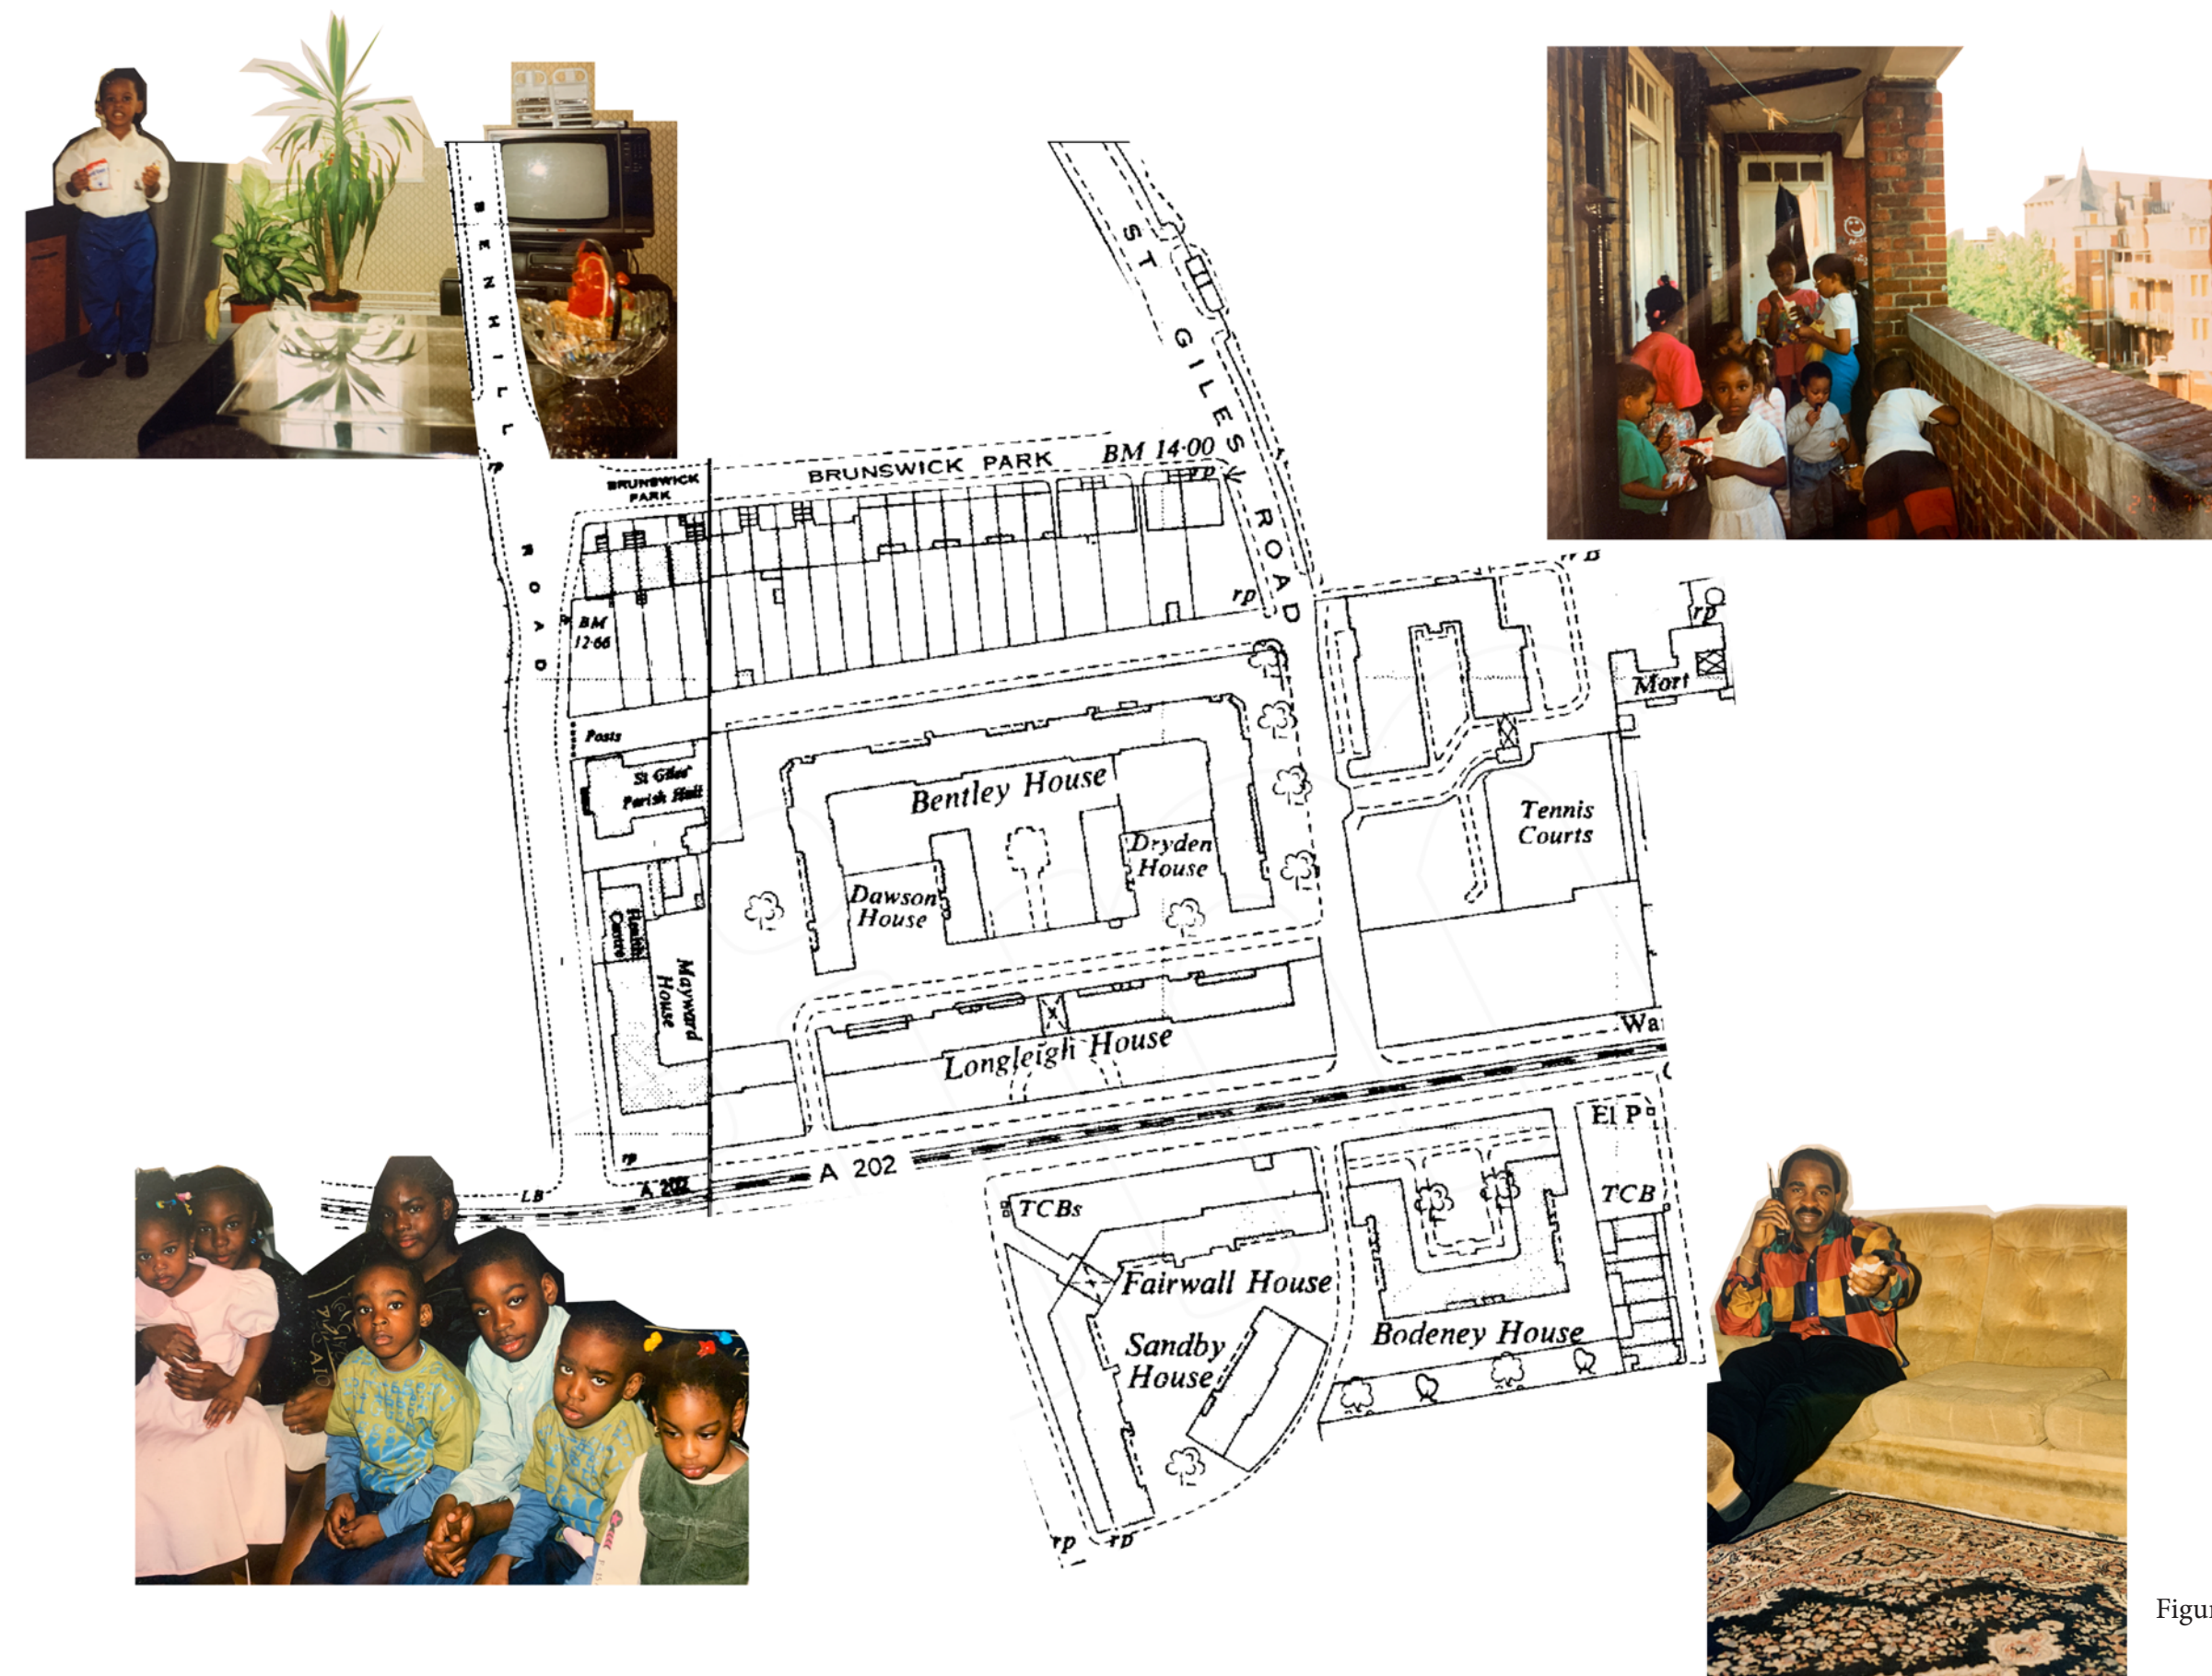 BENHILL ROAD
ST GILES ROAD
BRUNSWICK
PARK
BRUNSWICK PARK
BM 14·00
rp
rp
BM
12·66
rp
rp
Mort
Posts
St Giles'
Parish Hall
Bentley House
Tennis
Courts
Dryden
House
Dawson
House
Health
Centre
Mayward
House
Longleigh House
Wa
El P
rp
A 202
A 202
LB
TCBs
TCB
Fairwall House
Sandby
House
Bodeney House
rp
rp
Figur